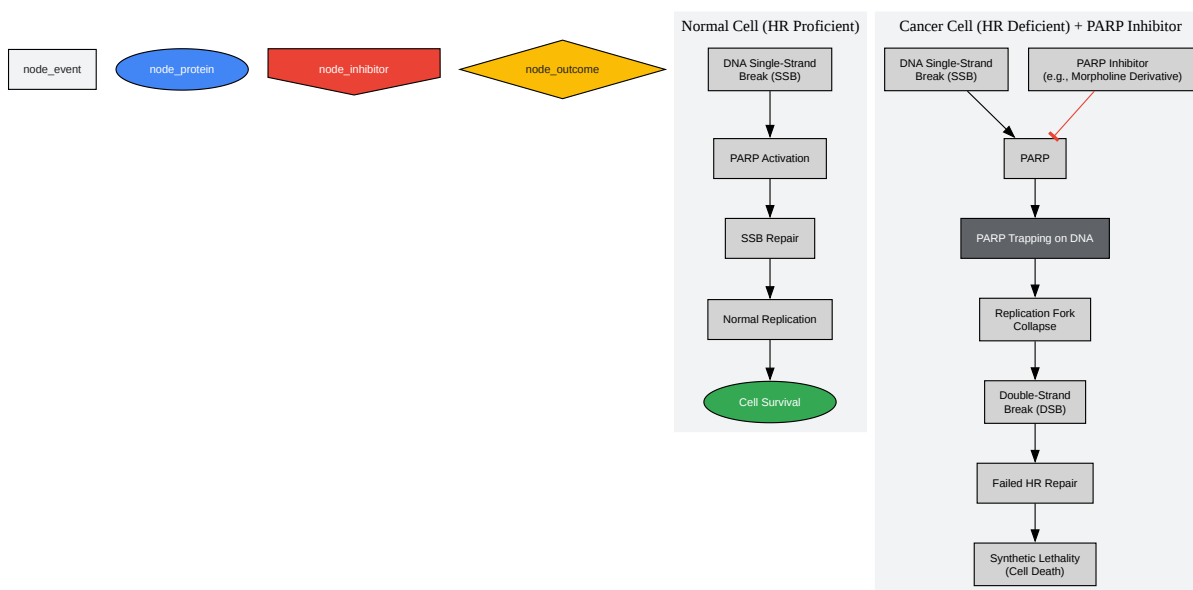 node_event
node_protein
node_inhibitor
node_outcome
Normal Cell (HR Proficient)
DNA Single-Strand
Break (SSB)
PARP Activation
SSB Repair
Normal Replication
Cell Survival
Cancer Cell (HR Deficient) + PARP Inhibitor
DNA Single-Strand
Break (SSB)
PARP Inhibitor
(e.g., Morpholine Derivative)
PARP
PARP Trapping on DNA
Replication Fork
Collapse
Double-Strand
Break (DSB)
Failed HR Repair
Synthetic Lethality
(Cell Death)